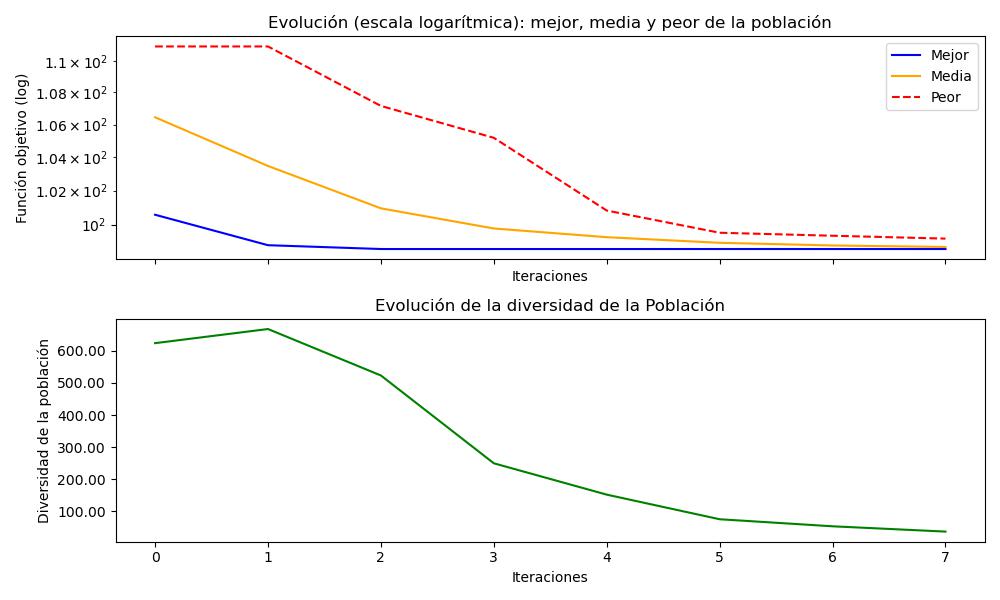 Evolución (escala logarítmica): mejor, media y peor de la población
Función objetivo (log)
1.1 × 10²
1.08 × 10²
1.06 × 10²
1.04 × 10²
1.02 × 10²
10²
Mejor
Media
Peor
Iteraciones
Evolución de la diversidad de la Población
Diversidad de la población
600.00
500.00
400.00
300.00
200.00
100.00
0 1 2 3 4 5 6 7
Iteraciones